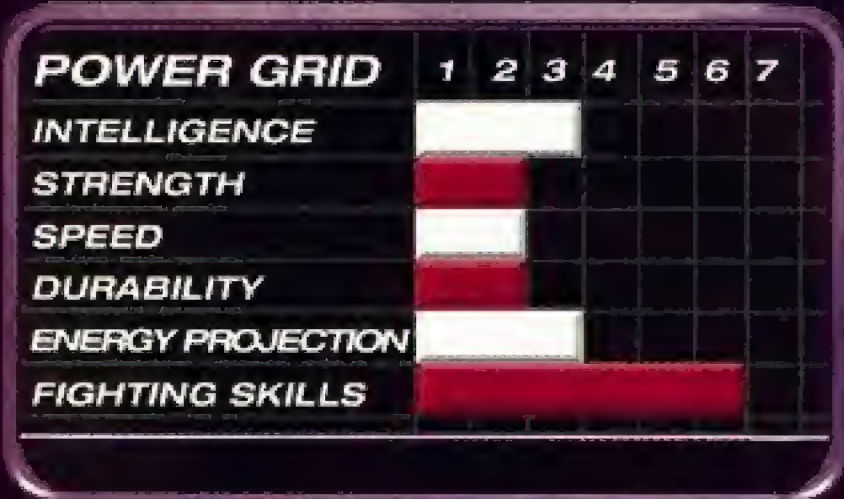 POWER GRID 1 2 3 4 5 6 7
INTELLIGENCE
STRENGTH
SPEED
DURABILITY
ENERGY PROJECTION
FIGHTING SKILLS